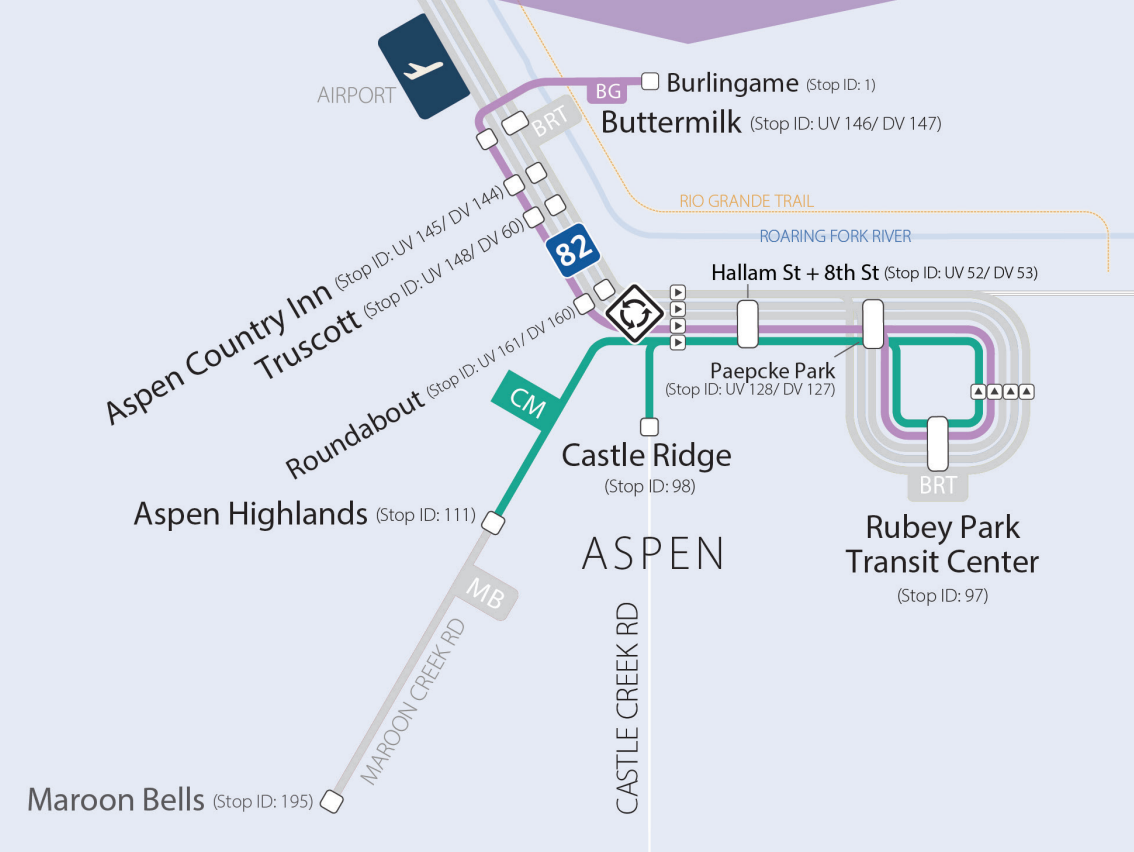 AIRPORT
BG
Burlingame (Stop ID: 1)
BRT
Buttermilk (Stop ID: UV 146/ DV 147)
RIO GRANDE TRAIL
ROARING FORK RIVER
82
Aspen Country Inn (Stop ID: UV 145/ DV 144)
Truscott (Stop ID: UV 148/ DV 60)
Roundabout (Stop ID: UV 161/ DV 160)
Hallam St + 8th St (Stop ID: UV 52/ DV 53)
Paepcke Park
(Stop ID: UV 128/ DV 127)
CM
Castle Ridge
(Stop ID: 98)
BRT
Aspen Highlands (Stop ID: 111)
ASPEN
Rubey Park
Transit Center
(Stop ID: 97)
MB
MAROON CREEK RD
CASTLE CREEK RD
Maroon Bells (Stop ID: 195)